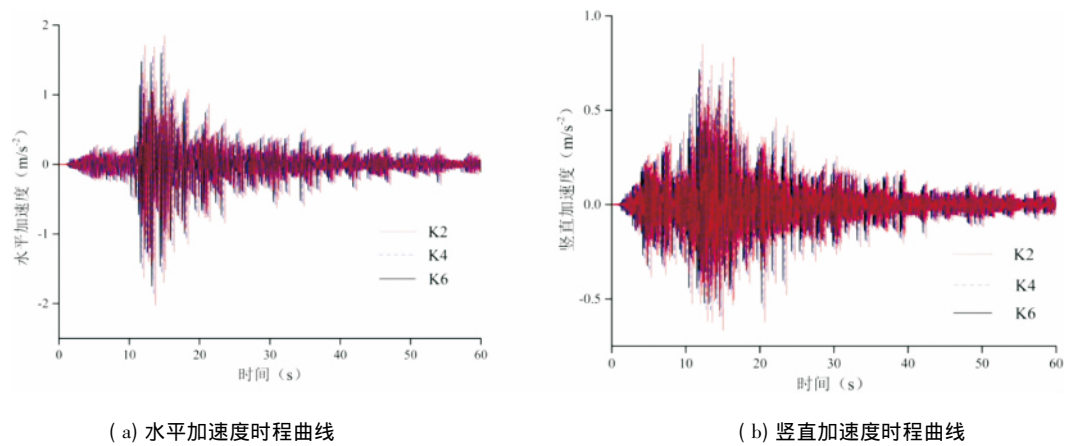 2
1
0
-1
-2
水平加速度（m/s⁻²）
K2
K4
K6
0 10 20 30 40 50 60
时间（s）
1.0
0.5
0.0
-0.5
竖直加速度（m/s⁻²）
K2
K4
K6
0 10 20 30 40 50 60
时间（s）
( a) 水平加速度时程曲线
( b) 竖直加速度时程曲线